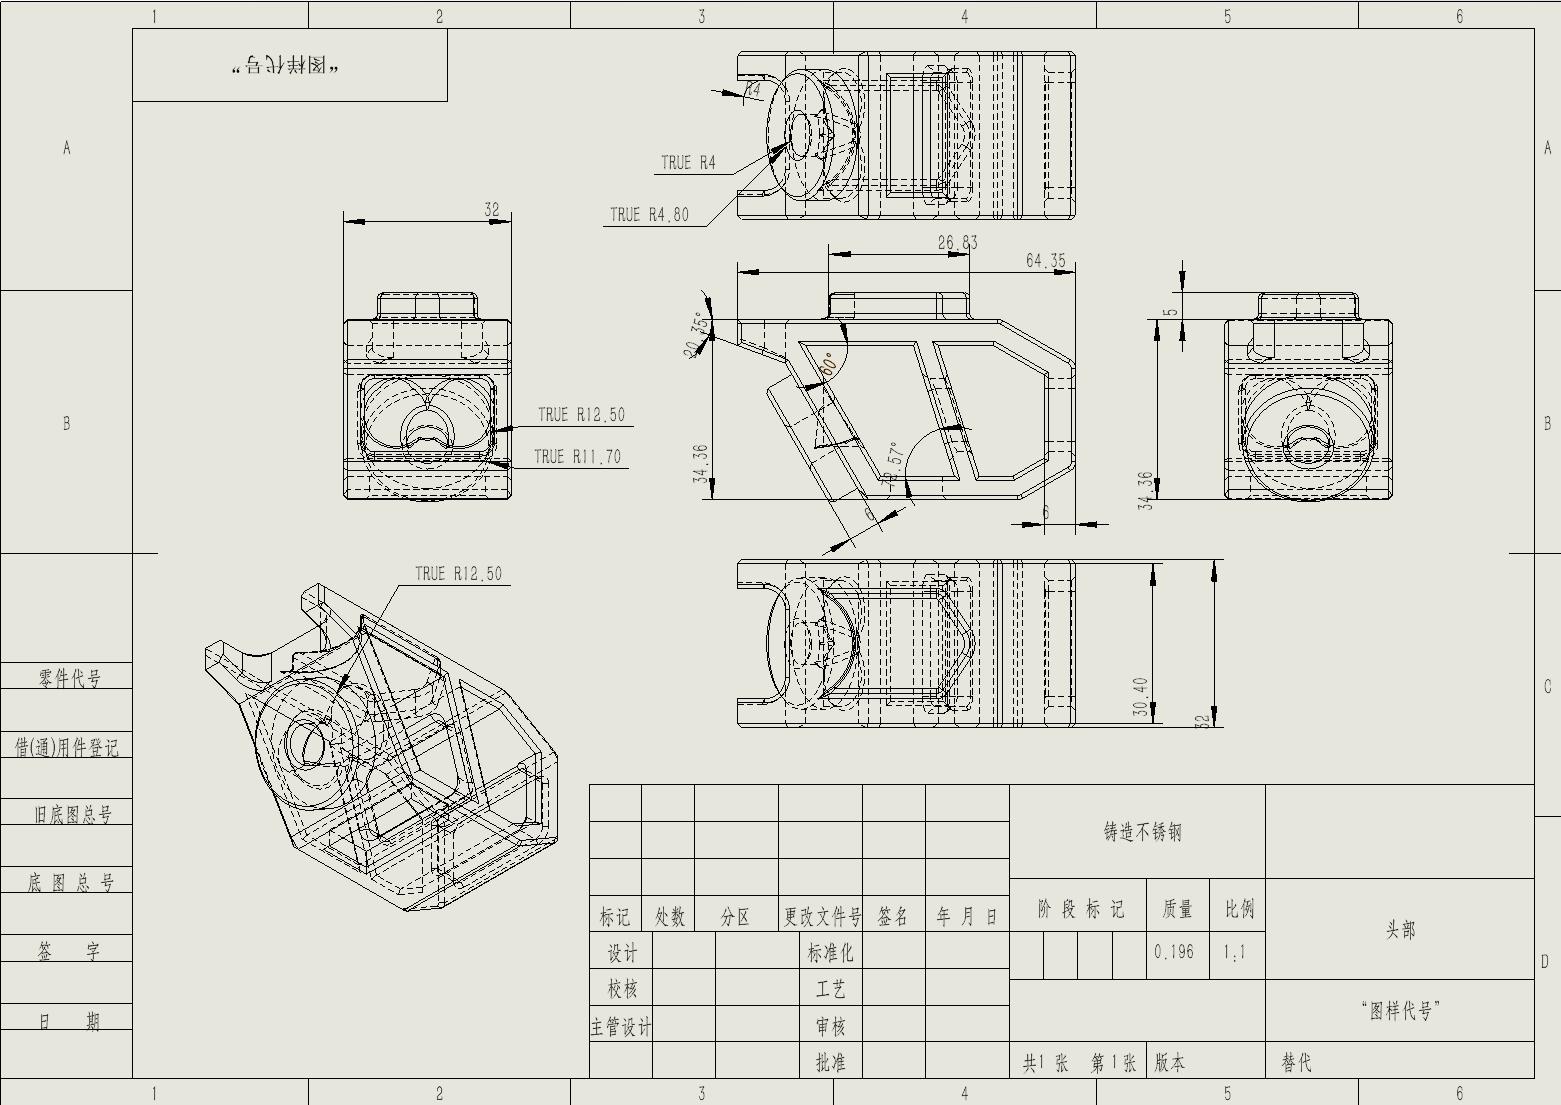 1 2 3 4 5 6
“图样代号”
A
A
R4
TRUE R4
TRUE R4.80
32
26.83
64.35
5
20.35°
60°
B
B
TRUE R12.50
TRUE R11.70
34.36
72.57°
34.36
6
6
TRUE R12.50
零件代号
C
30.40
32
借(通)用件登记
旧底图总号
铸造不锈钢
底图总号
标记 处数 分区 更改文件号 签名 年月日
阶段标记 质量 比例
头部
签 字
设计 标准化
0.196 1:1
D
校核 工艺
“图样代号”
日 期
主管设计 审核
批准
共1张 第1张 版本
替代
1 2 3 4 5 6